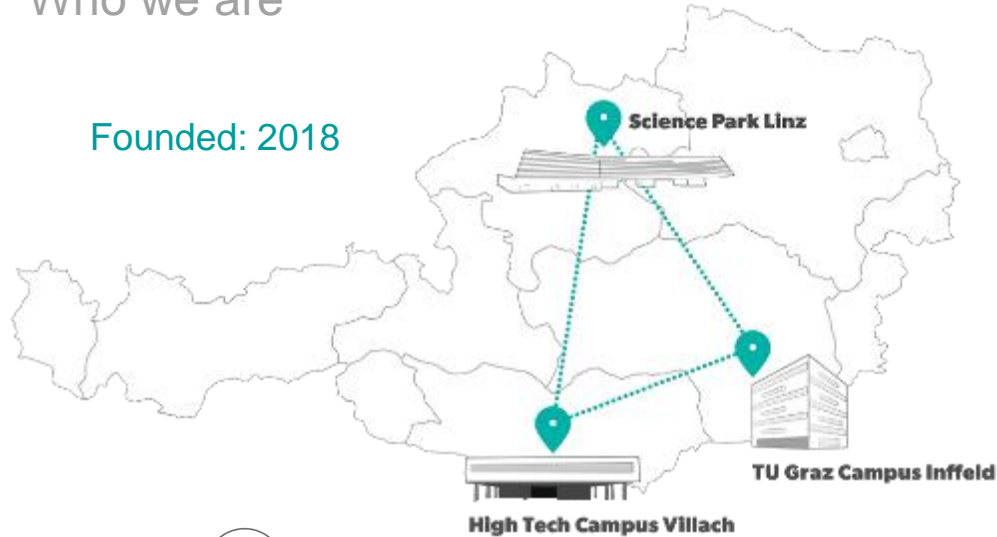 Who we are
Founded: 2018
Science Park Linz
TU Graz Campus Inffeld
High Tech Campus Villach